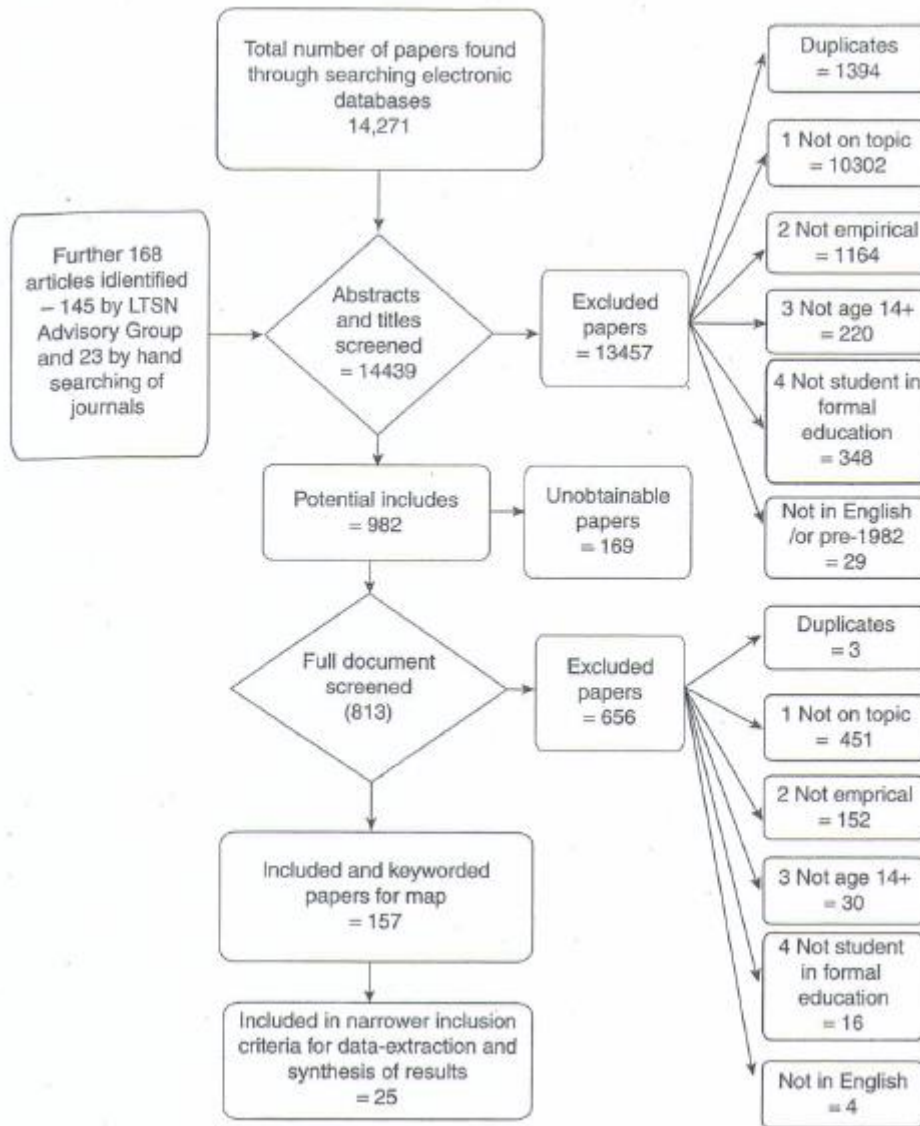 Total number of papers found
through searching electronic
databases
14,271
Further 168
articles identified
– 145 by LTSN
Advisory Group
and 23 by hand
searching of
journals
Abstracts
and titles
screened
= 14439
Excluded
papers
= 13457
Duplicates
= 1394
1 Not on topic
= 10302
2 Not empirical
= 1164
3 Not age 14+
= 220
4 Not student in
formal
education
= 348
Not in English
/or pre-1982
= 29
Potential includes
= 982
Unobtainable
papers
= 169
Full document
screened
(813)
Excluded
papers
= 656
Duplicates
= 3
1 Not on topic
= 451
2 Not emprical
= 152
3 Not age 14+
= 30
4 Not student
in formal
education
= 16
Not in English
= 4
Included and keyworded
papers for map
= 157
Included in narrower inclusion
criteria for data-extraction and
synthesis of results
= 25